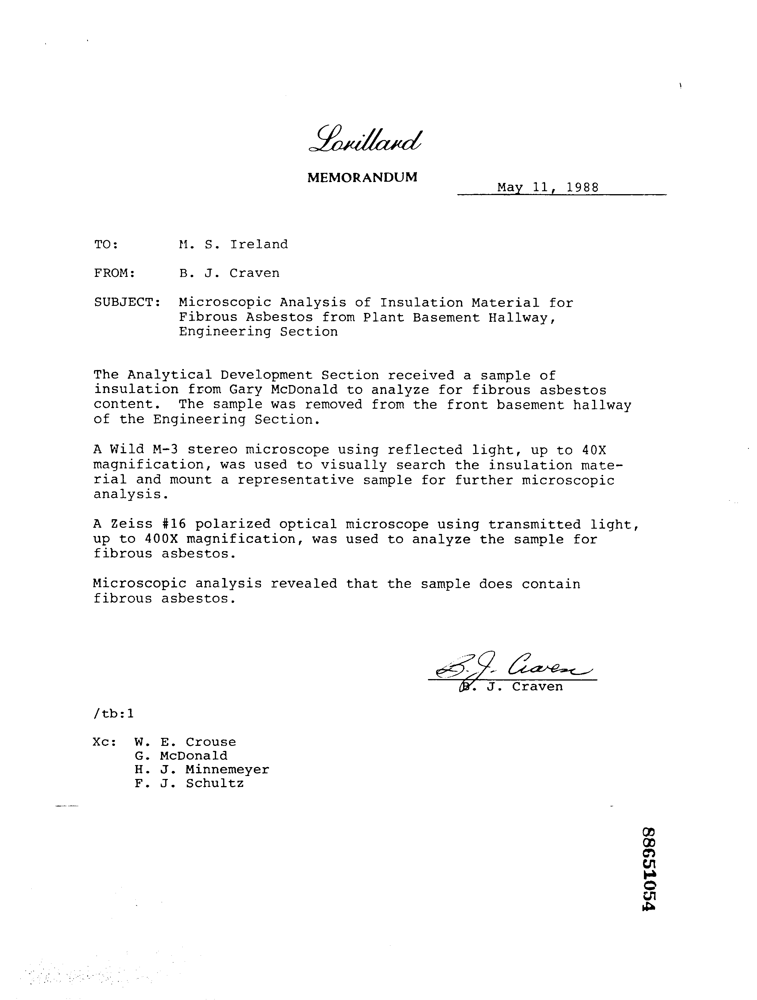 Lorillard
MEMORANDUM
May 11, 1988
TO: M. S. Ireland
FROM: B. J. Craven
SUBJECT: Microscopic Analysis of Insulation Material for
Fibrous Asbestos from Plant Basement Hallway,
Engineering Section
The Analytical Development Section received a sample of
insulation from Gary McDonald to analyze for fibrous asbestos
content. The sample was removed from the front basement hallway
of the Engineering Section.
A Wild M-3 stereo microscope using reflected light, up to 40X
magnification, was used to visually search the insulation mate-
rial and mount a representative sample for further microscopic
analysis.
A Zeiss #16 polarized optical microscope using transmitted light,
up to 400X magnification, was used to analyze the sample for
fibrous asbestos.
Microscopic analysis revealed that the sample does contain
fibrous asbestos.
B. J. Craven
B. J. Craven
/tb:1
Xc: W. E. Crouse
G. McDonald
H. J. Minnemeyer
F. J. Schultz
88651054